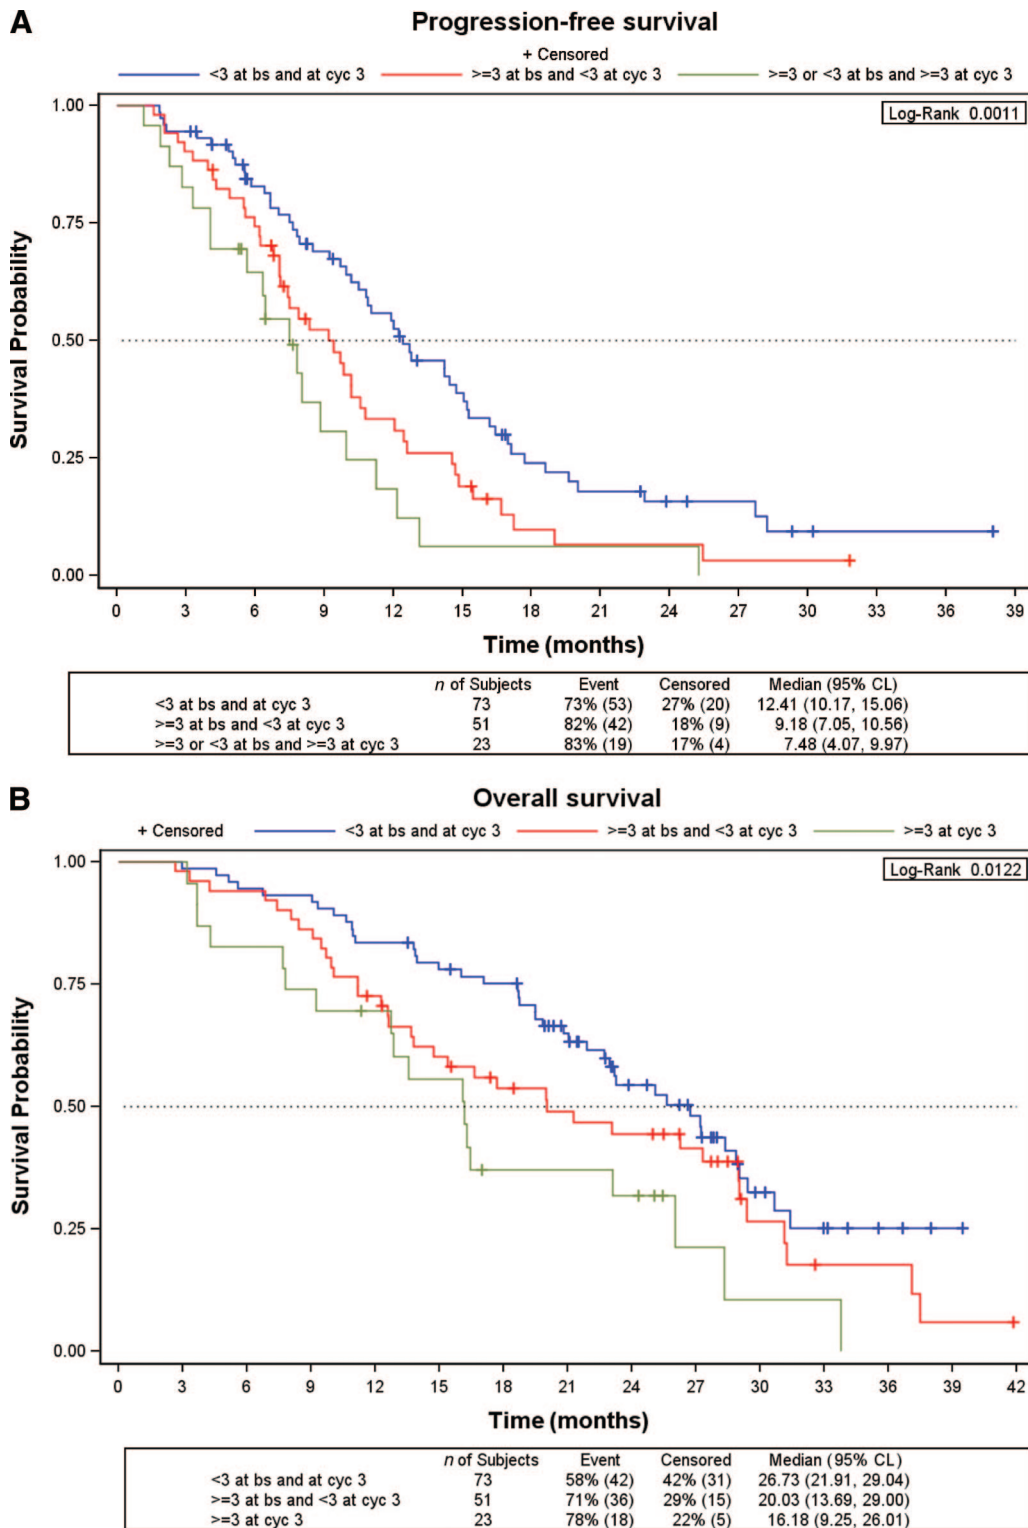 A
Progression-free survival
+ Censored
<3 at bs and at cyc 3 >=3 at bs and <3 at cyc 3 >=3 or <3 at bs and >=3 at cyc 3
Log-Rank 0.0011
1.00
0.75
0.50
0.25
0.00
Survival Probability
0 3 6 9 12 15 18 21 24 27 30 33 36 39
Time (months)
n of Subjects Event Censored Median (95% CL)
<3 at bs and at cyc 3 73 73% (53) 27% (20) 12.41 (10.17, 15.06)
>=3 at bs and <3 at cyc 3 51 82% (42) 18% (9) 9.18 (7.05, 10.56)
>=3 or <3 at bs and >=3 at cyc 3 23 83% (19) 17% (4) 7.48 (4.07, 9.97)
B
Overall survival
+ Censored <3 at bs and at cyc 3 >=3 at bs and <3 at cyc 3 >=3 at cyc 3
Log-Rank 0.0122
1.00
0.75
0.50
0.25
0.00
Survival Probability
0 3 6 9 12 15 18 21 24 27 30 33 36 39 42
Time (months)
n of Subjects Event Censored Median (95% CL)
<3 at bs and at cyc 3 73 58% (42) 42% (31) 26.73 (21.91, 29.04)
>=3 at bs and <3 at cyc 3 51 71% (36) 29% (15) 20.03 (13.69, 29.00)
>=3 at cyc 3 23 78% (18) 22% (5) 16.18 (9.25, 26.01)